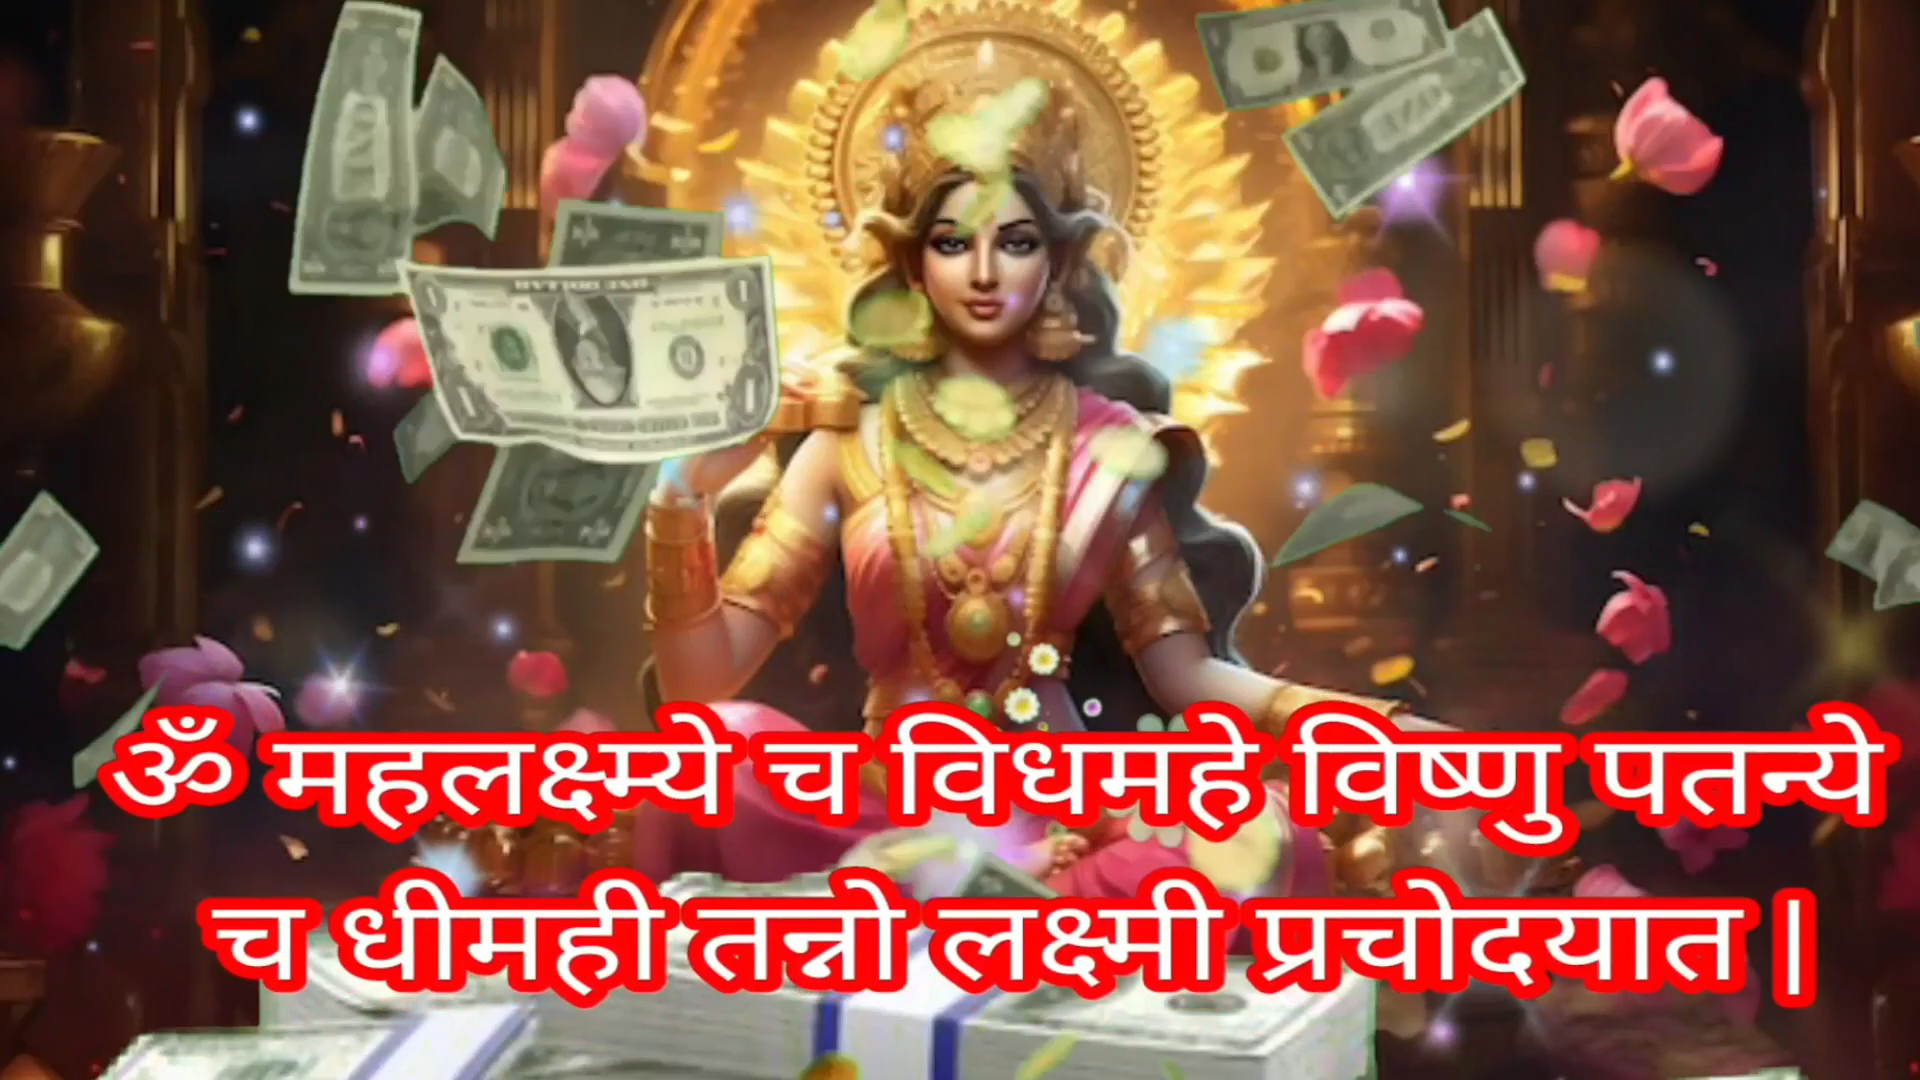 ॐ महलक्ष्म्ये च विधमहे विष्णु पतन्ये
च धीमही तन्नो लक्ष्मी प्रचोदयात |